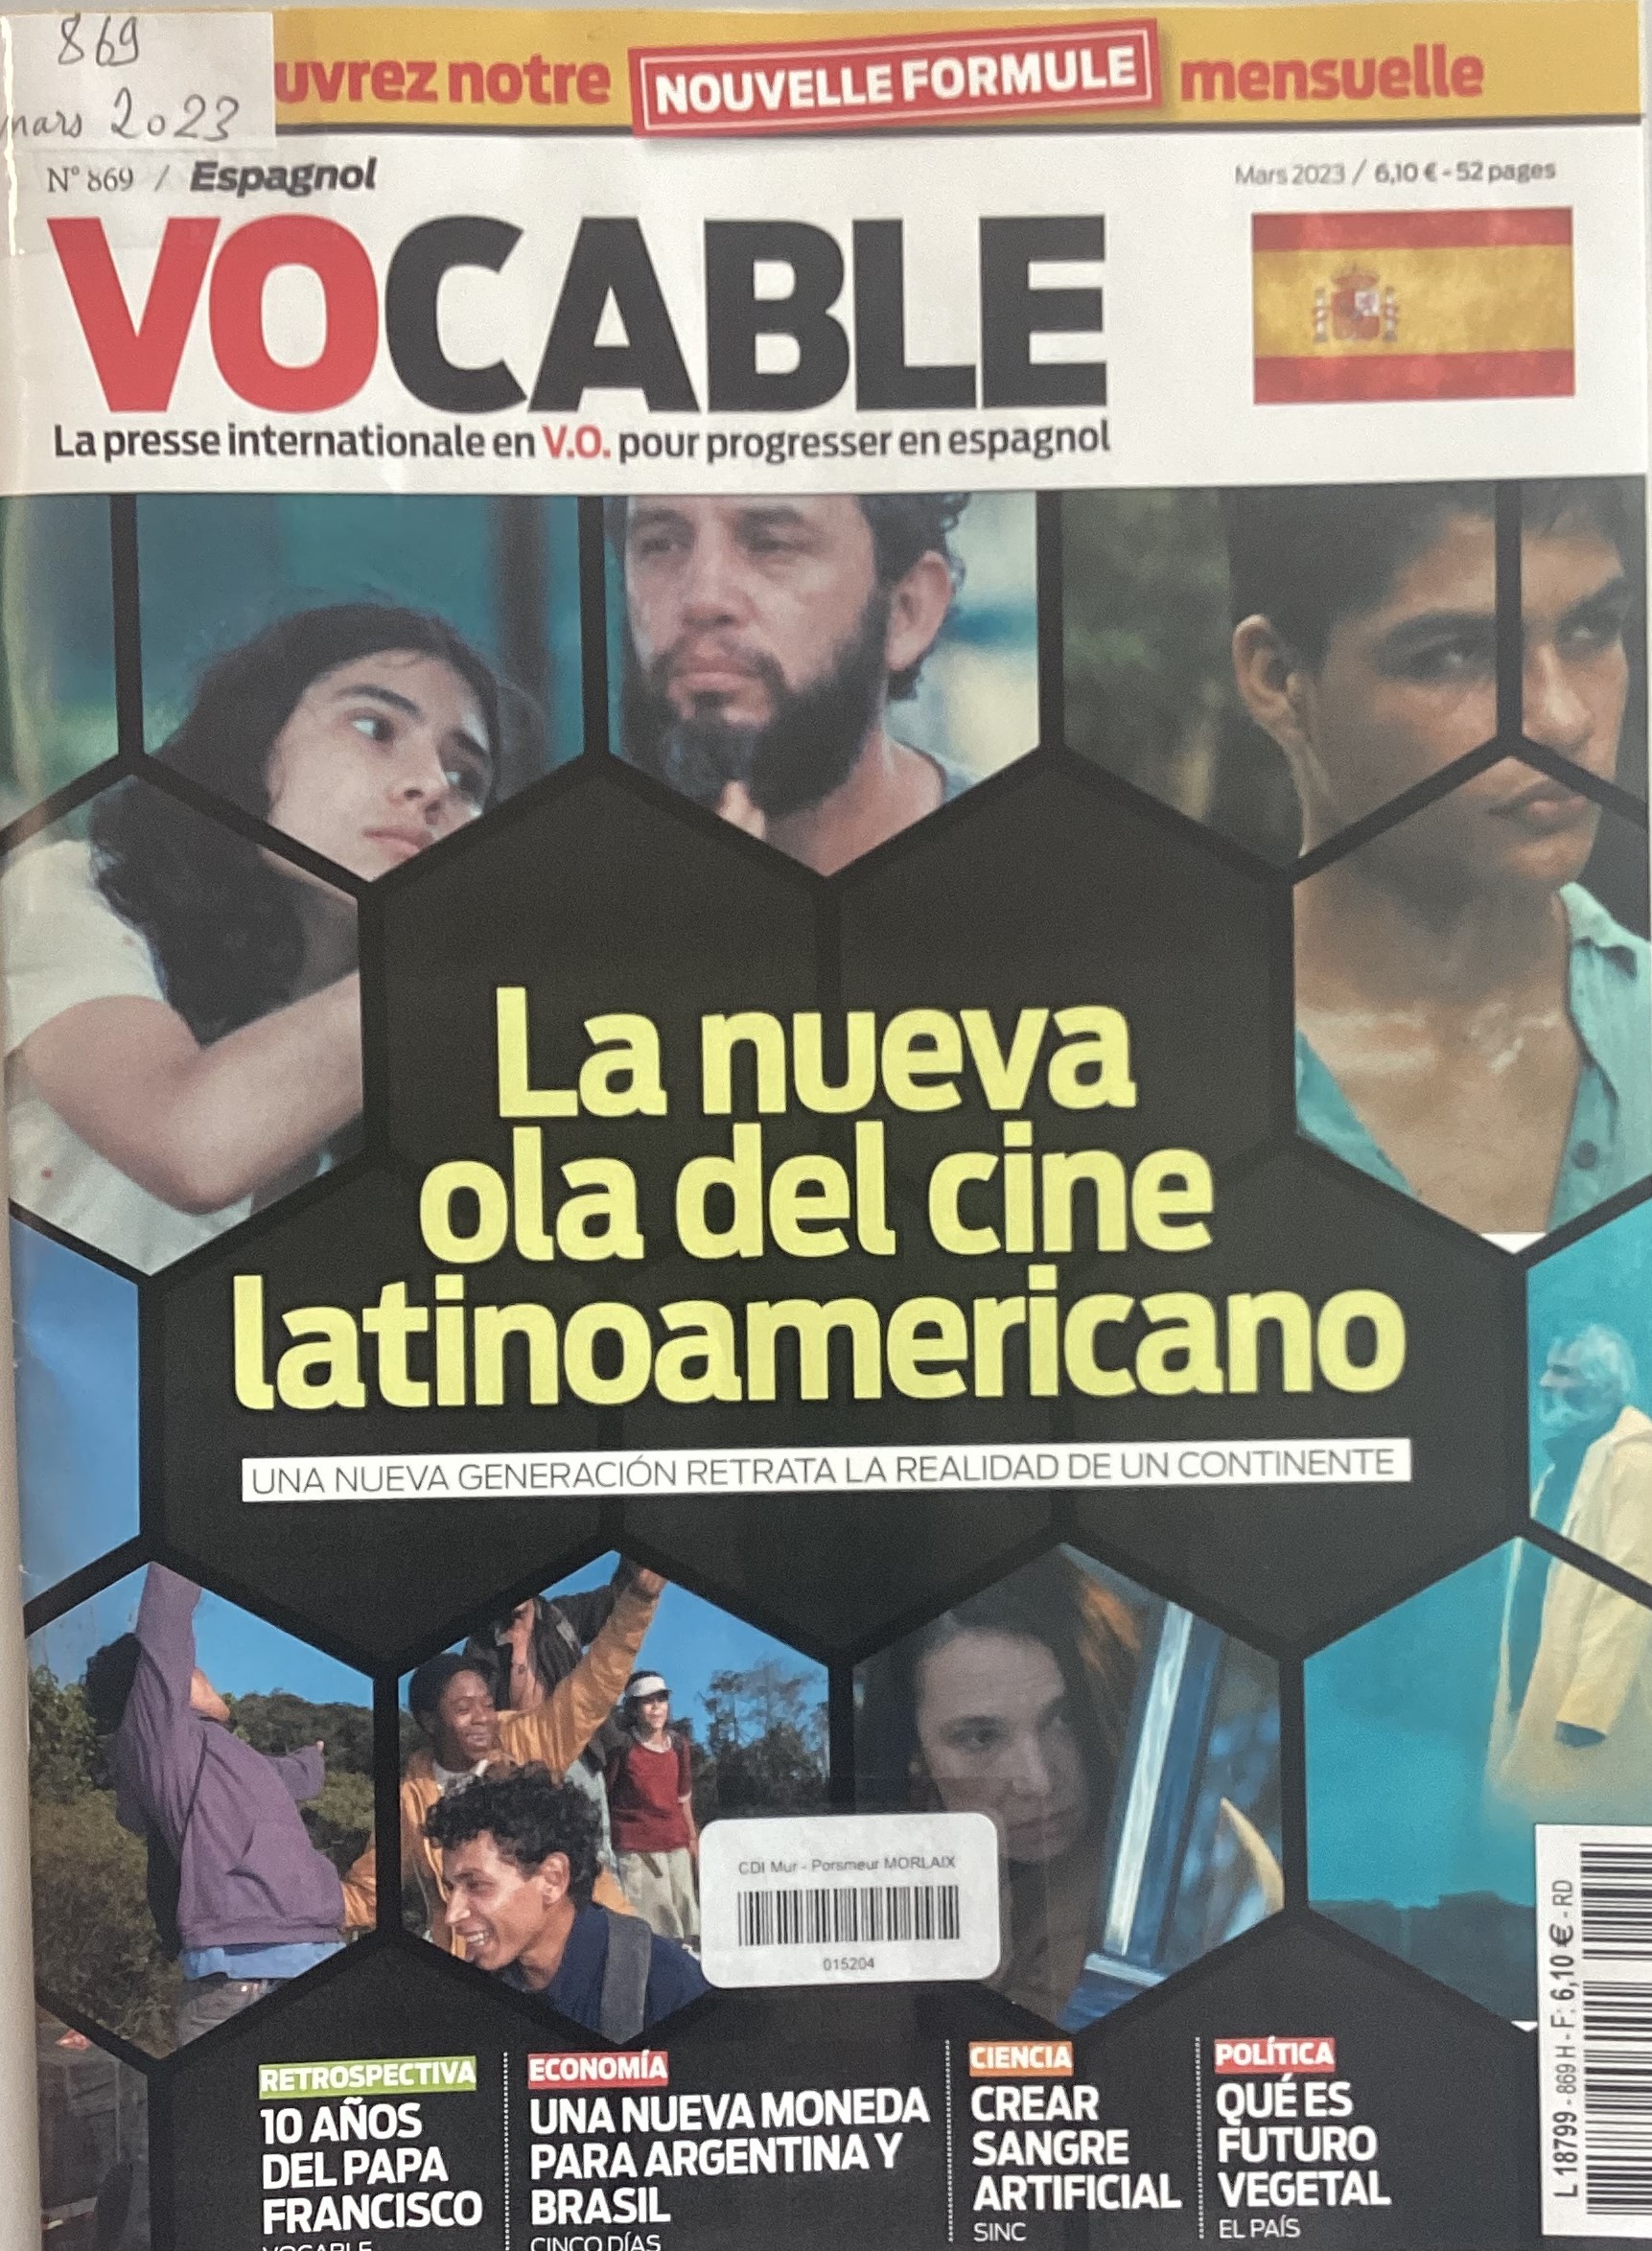 869
mars 2023
uvrez notre NOUVELLE FORMULE mensuelle
N° 869 / Espagnol
Mars 2023 / 6,10 € - 52 pages
VOCABLE
La presse internationale en V.O. pour progresser en espagnol
La nueva
ola del cine
latinoamericano
UNA NUEVA GENERACIÓN RETRATA LA REALIDAD DE UN CONTINENTE
CDI Mur - Porsmeur MORLAIX
015204
RETROSPECTIVA
10 AÑOS
DEL PAPA
FRANCISCO
VOCABLE
ECONOMÍA
UNA NUEVA MONEDA
PARA ARGENTINA Y
BRASIL
CINCO DÍAS
CIENCIA
CREAR
SANGRE
ARTIFICIAL
SINC
POLÍTICA
QUÉ ES
FUTURO
VEGETAL
EL PAÍS
L 18799 - 869 H - F: 6,10 € - RD